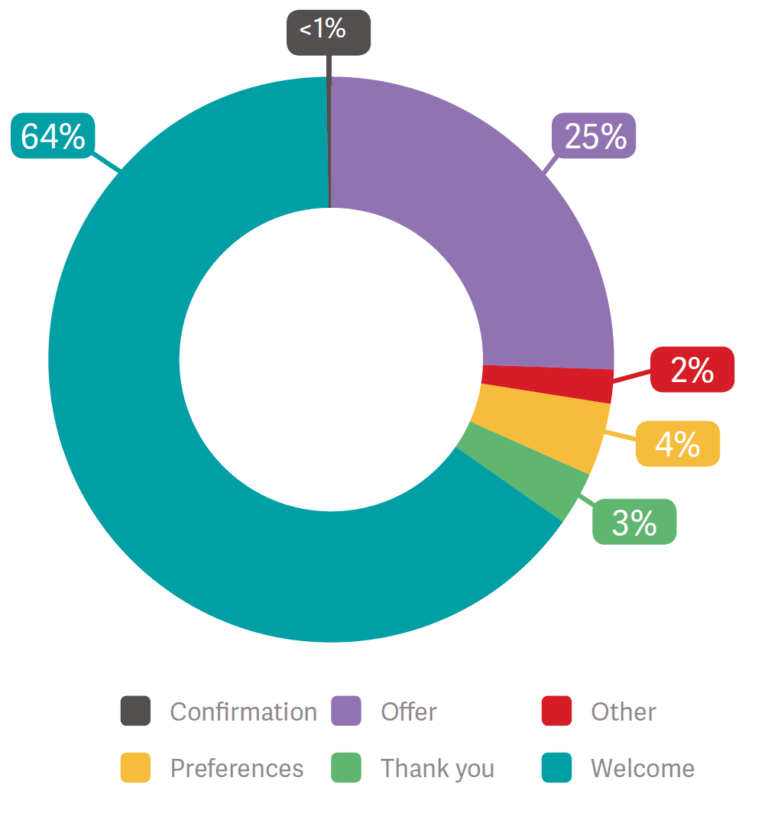 <1%
64%
25%
2%
4%
3%
Confirmation
Offer
Other
Preferences
Thank you
Welcome